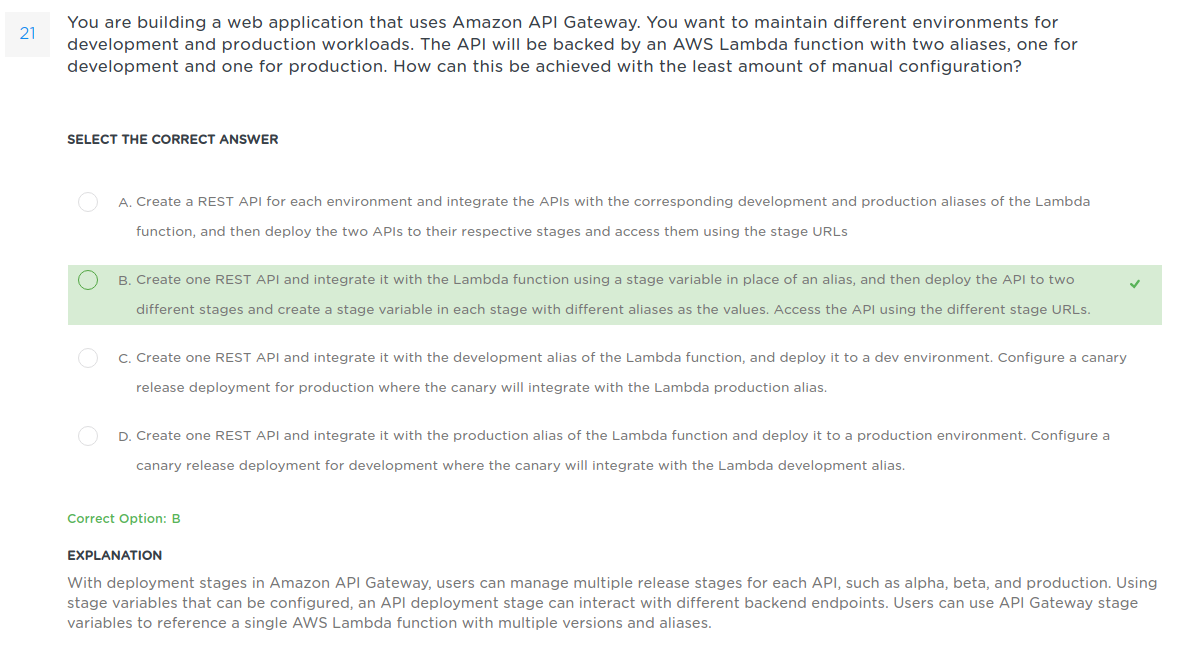 21
You are building a web application that uses Amazon API Gateway. You want to maintain different environments for
development and production workloads. The API will be backed by an AWS Lambda function with two aliases, one for
development and one for production. How can this be achieved with the least amount of manual configuration?
SELECT THE CORRECT ANSWER
A. Create a REST API for each environment and integrate the APIs with the corresponding development and production aliases of the Lambda
function, and then deploy the two APIs to their respective stages and access them using the stage URLs
B. Create one REST API and integrate it with the Lambda function using a stage variable in place of an alias, and then deploy the API to two
different stages and create a stage variable in each stage with different aliases as the values. Access the API using the different stage URLs.
C. Create one REST API and integrate it with the development alias of the Lambda function, and deploy it to a dev environment. Configure a canary
release deployment for production where the canary will integrate with the Lambda production alias.
D. Create one REST API and integrate it with the production alias of the Lambda function and deploy it to a production environment. Configure a
canary release deployment for development where the canary will integrate with the Lambda development alias.
Correct Option: B
EXPLANATION
With deployment stages in Amazon API Gateway, users can manage multiple release stages for each API, such as alpha, beta, and production. Using
stage variables that can be configured, an API deployment stage can interact with different backend endpoints. Users can use API Gateway stage
variables to reference a single AWS Lambda function with multiple versions and aliases.